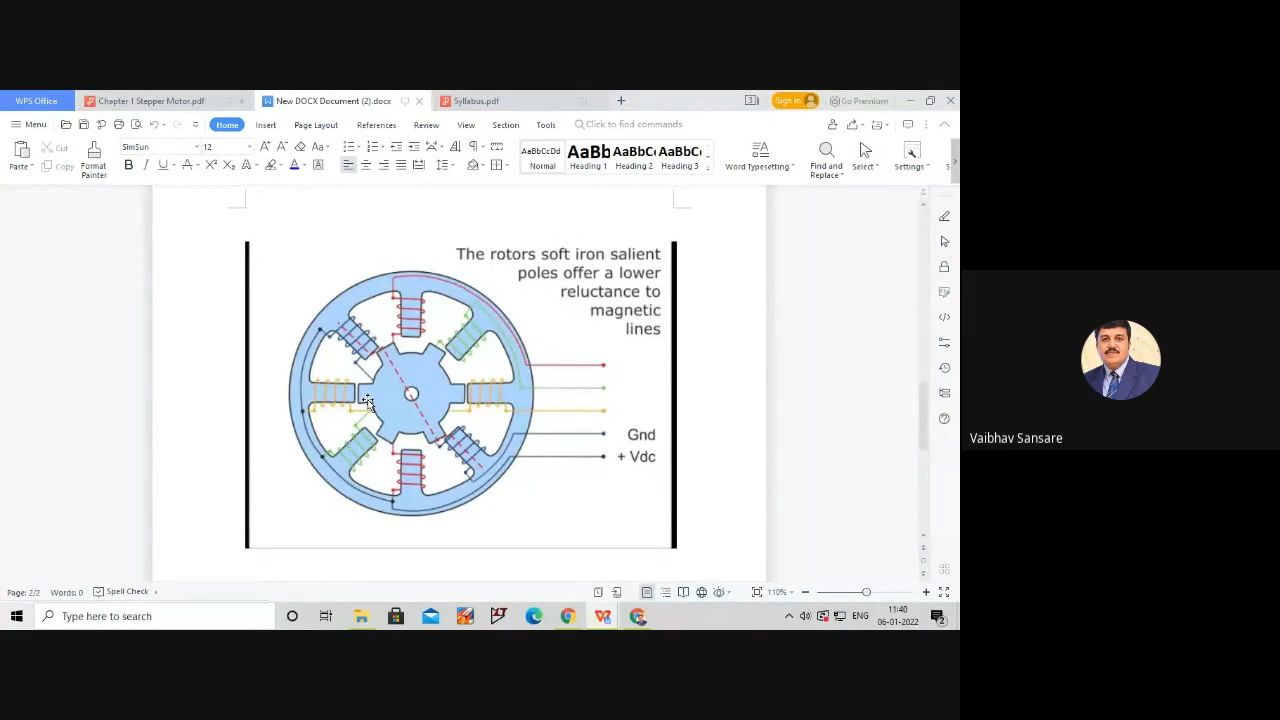 WPS Office
Chapter 1 Stepper Motor.pdf
New DOCX Document (2).docx
Syllabus.pdf
Sign in
Go Premium
Menu
Home
Insert
Page Layout
References
Review
View
Section
Tools
Click to find commands
Paste
Cut
Copy
Format Painter
SimSun
12
AaBbCcDd
Normal
AaBb
Heading 1
AaBbC
Heading 2
AaBbC
Heading 3
Word Typesetting
Find and Replace
Select
Settings
The rotors soft iron salient
poles offer a lower
reluctance to
magnetic
lines
Gnd
+ Vdc
Vaibhav Sansare
Page: 2/2
Words: 0
Spell Check
110%
Type here to search
ENG
11:40
06-01-2022
2